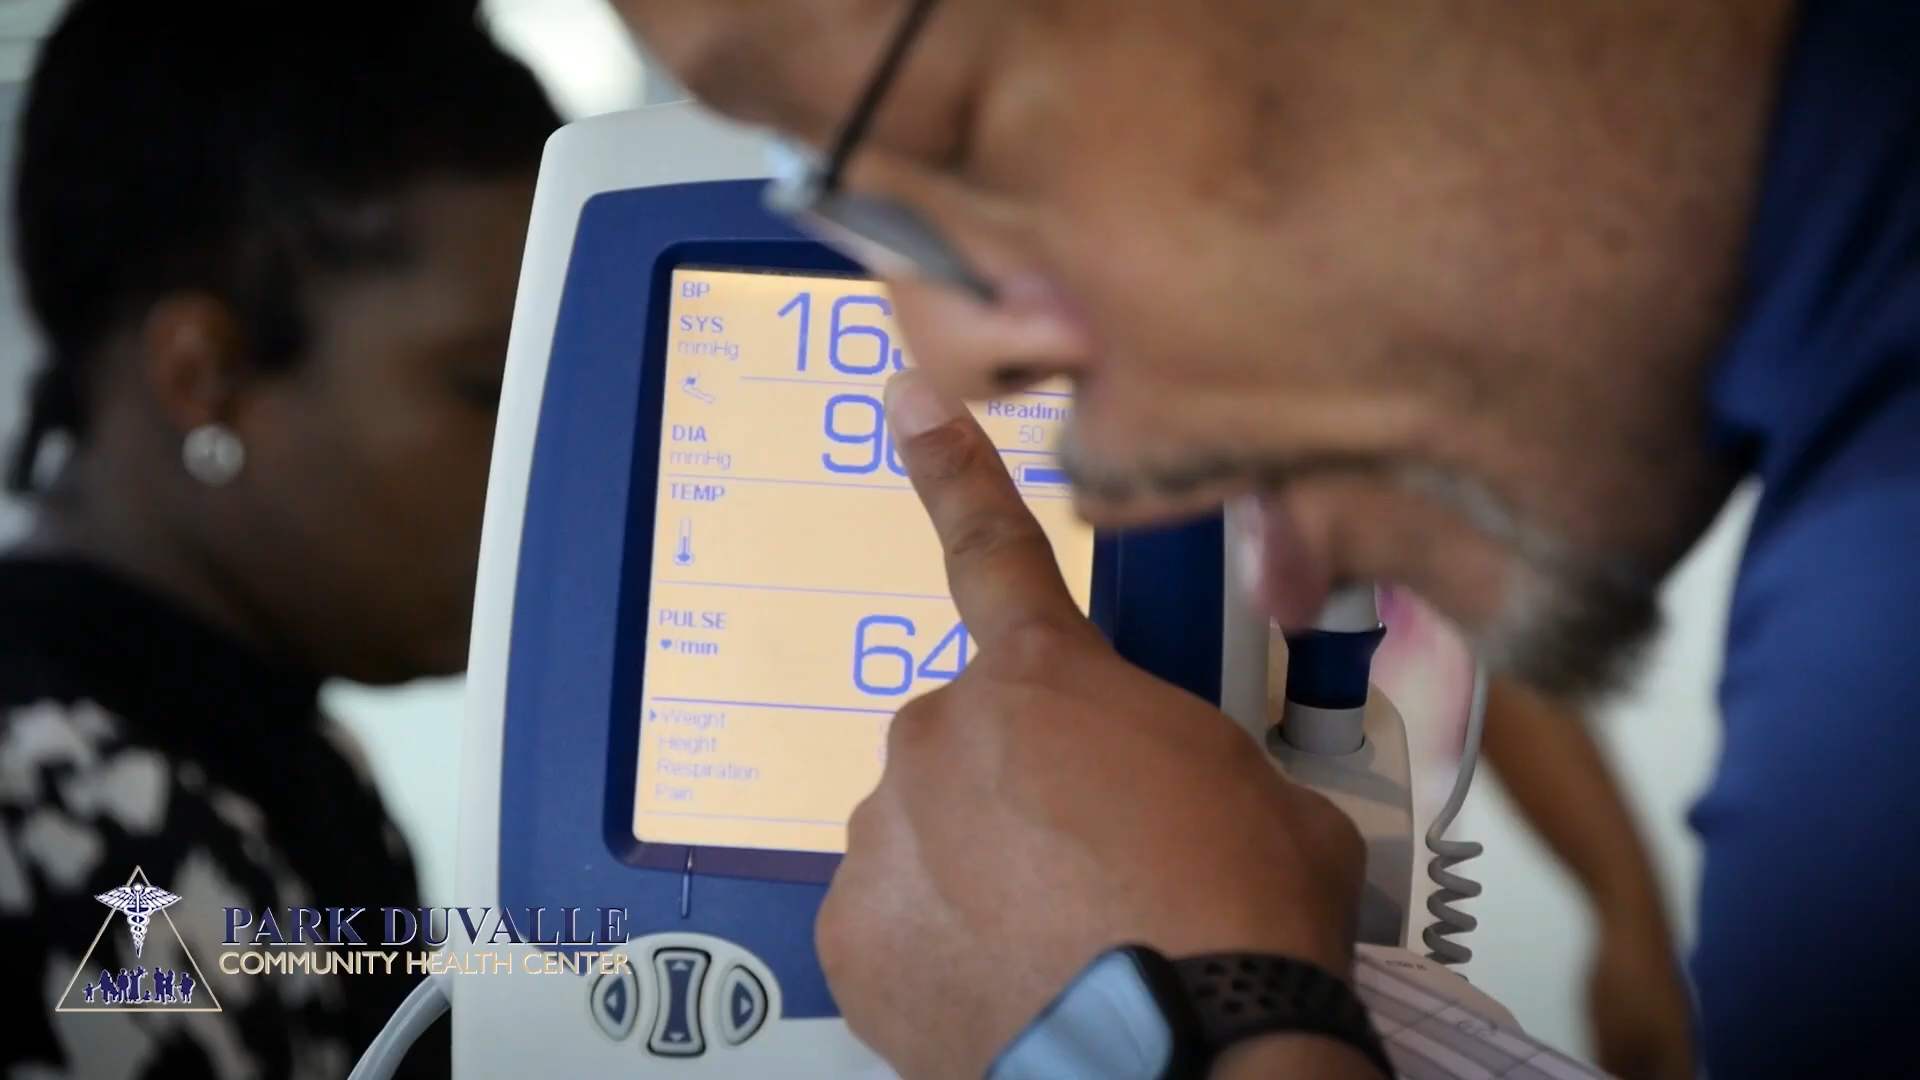 BP
SYS
mmHg
DIA
mmHg
Reading
50
TEMP
PULSE
/min
64
Weight
Height
Respiration
Pain
PARK DUVALLE
COMMUNITY HEALTH CENTER